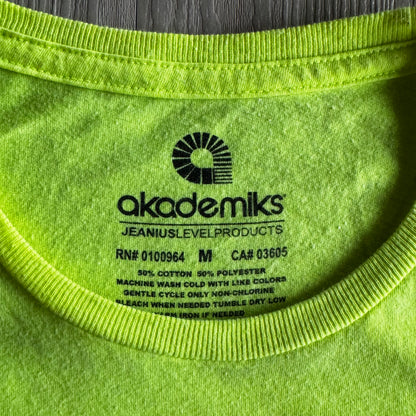 akademiks
JEANIUSLEVELPRODUCTS
RN# 0100964 M CA# 03605
50% COTTON 50% POLYESTER
MACHINE WASH COLD WITH LIKE COLORS
GENTLE CYCLE ONLY NON-CHLORINE
BLEACH WHEN NEEDED TUMBLE DRY LOW
WARM IRON IF NEEDED